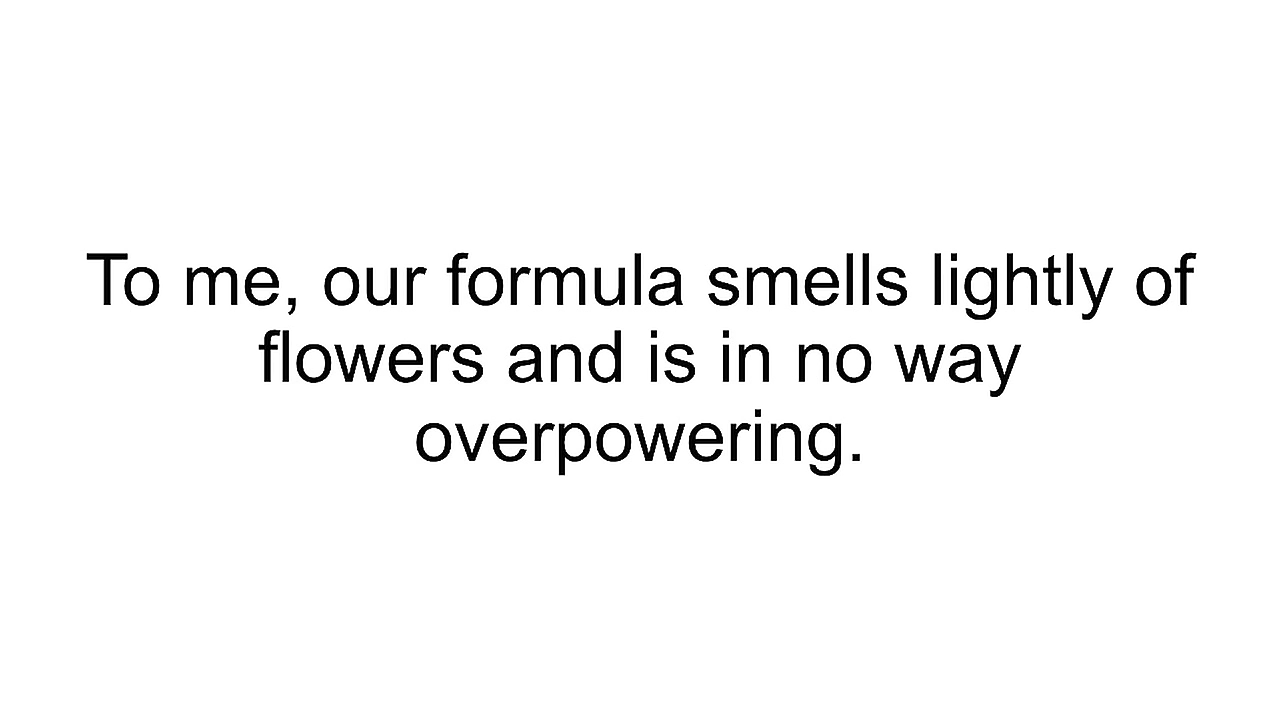 To me, our formula smells lightly of
flowers and is in no way
overpowering.